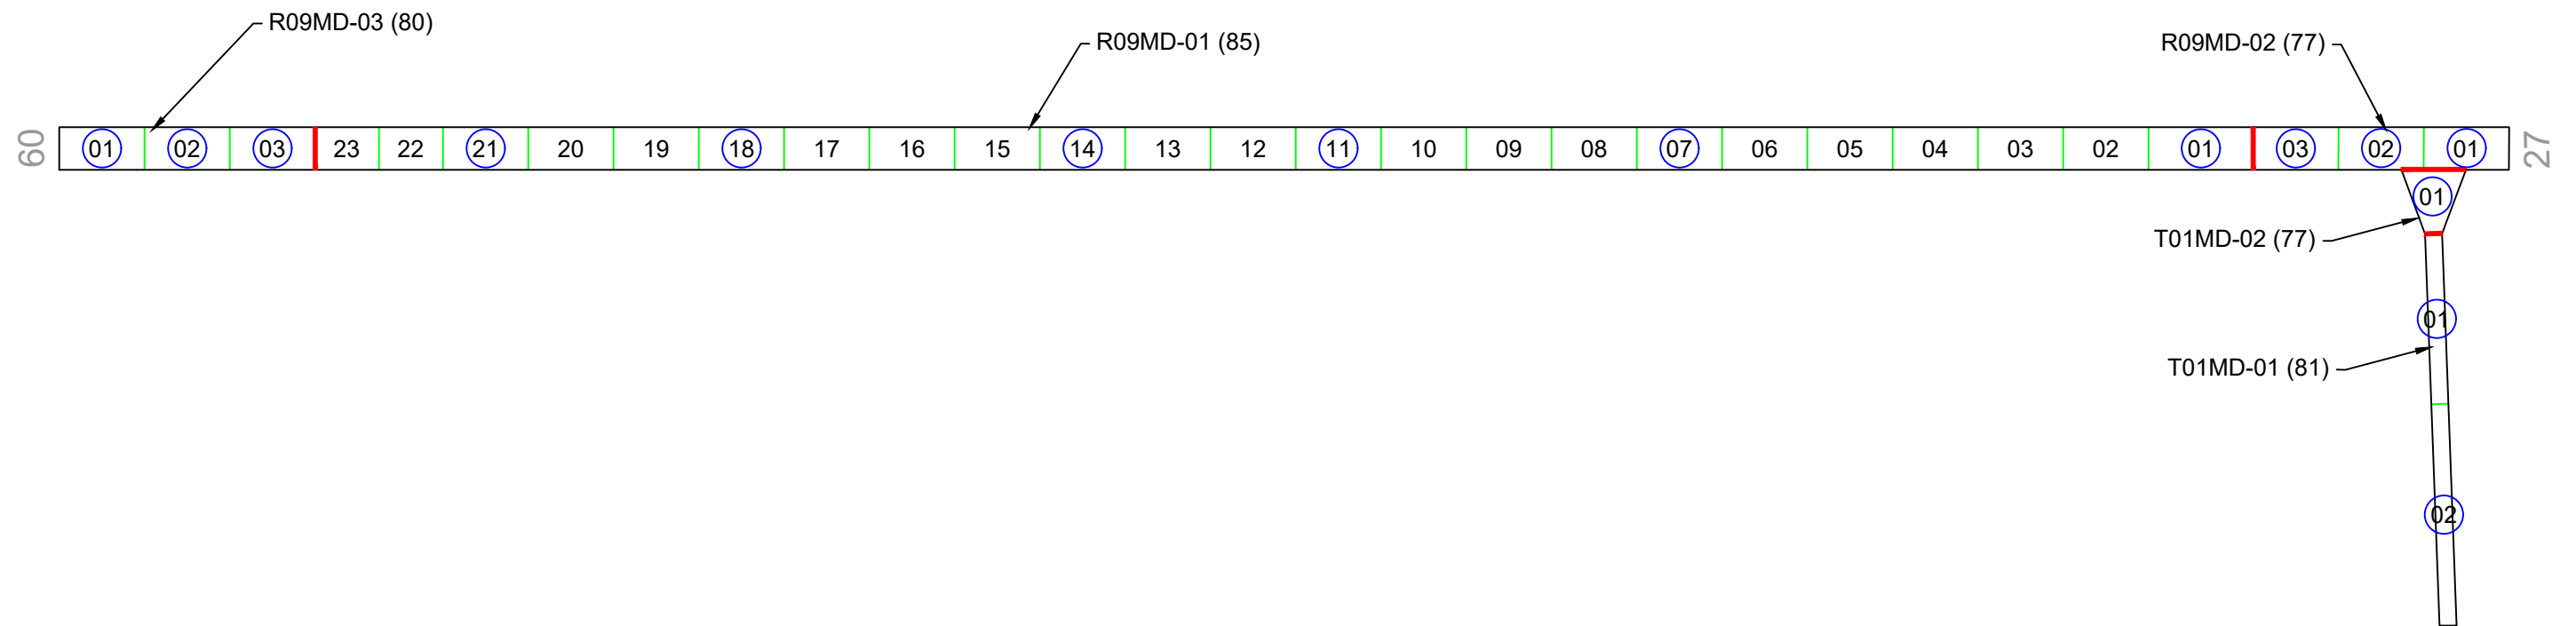 R09MD-03 (80)
R09MD-01 (85)
R09MD-02 (77)
60 01 02 03 23 22 21 20 19 18 17 16 15 14 13 12 11 10 09 08 07 06 05 04 03 02 01 03 02 01 27
01
T01MD-02 (77)
01
T01MD-01 (81)
02